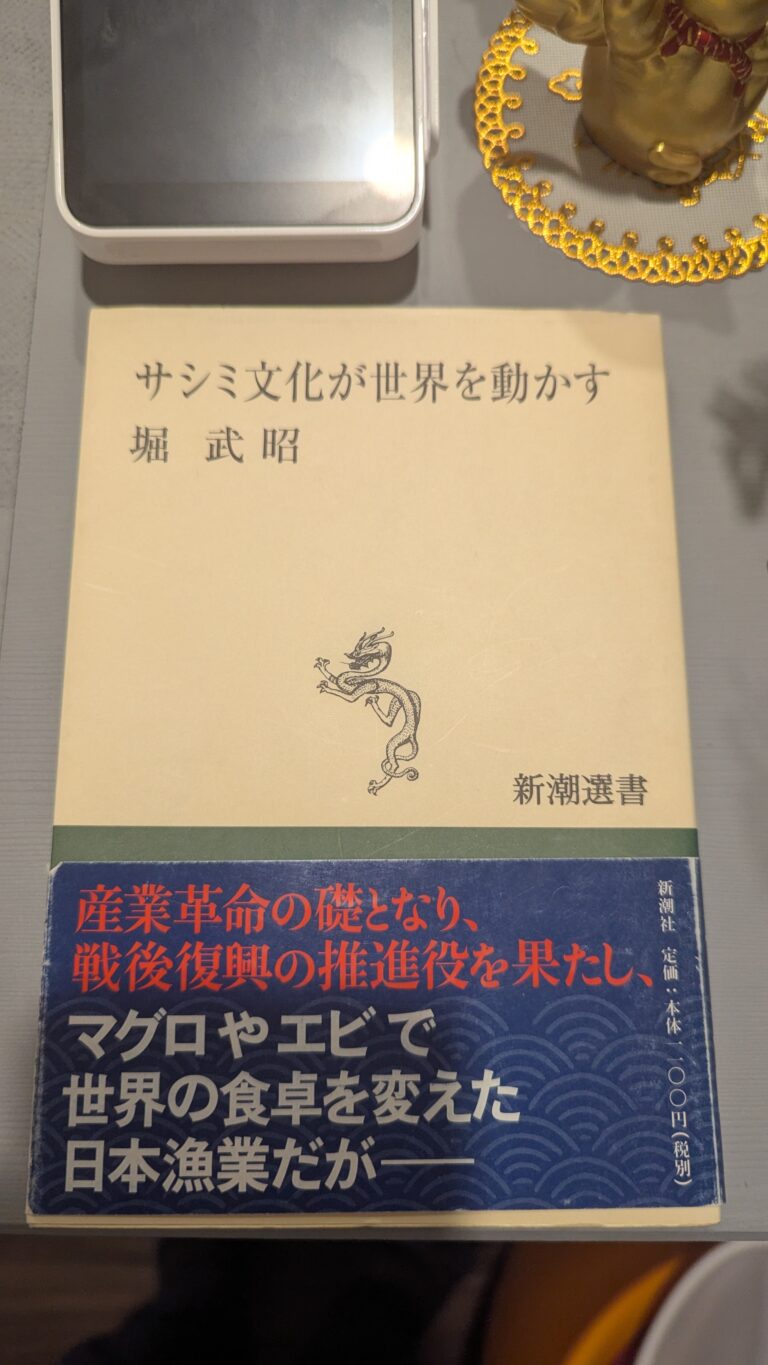 サシミ文化が世界を動かす
堀 武昭
新潮選書
産業革命の礎となり、
戦後復興の推進役を果たし、
マグロやエビで
世界の食卓を変えた
日本漁業だが――
新潮社 定価：本体一一〇〇円（税別）